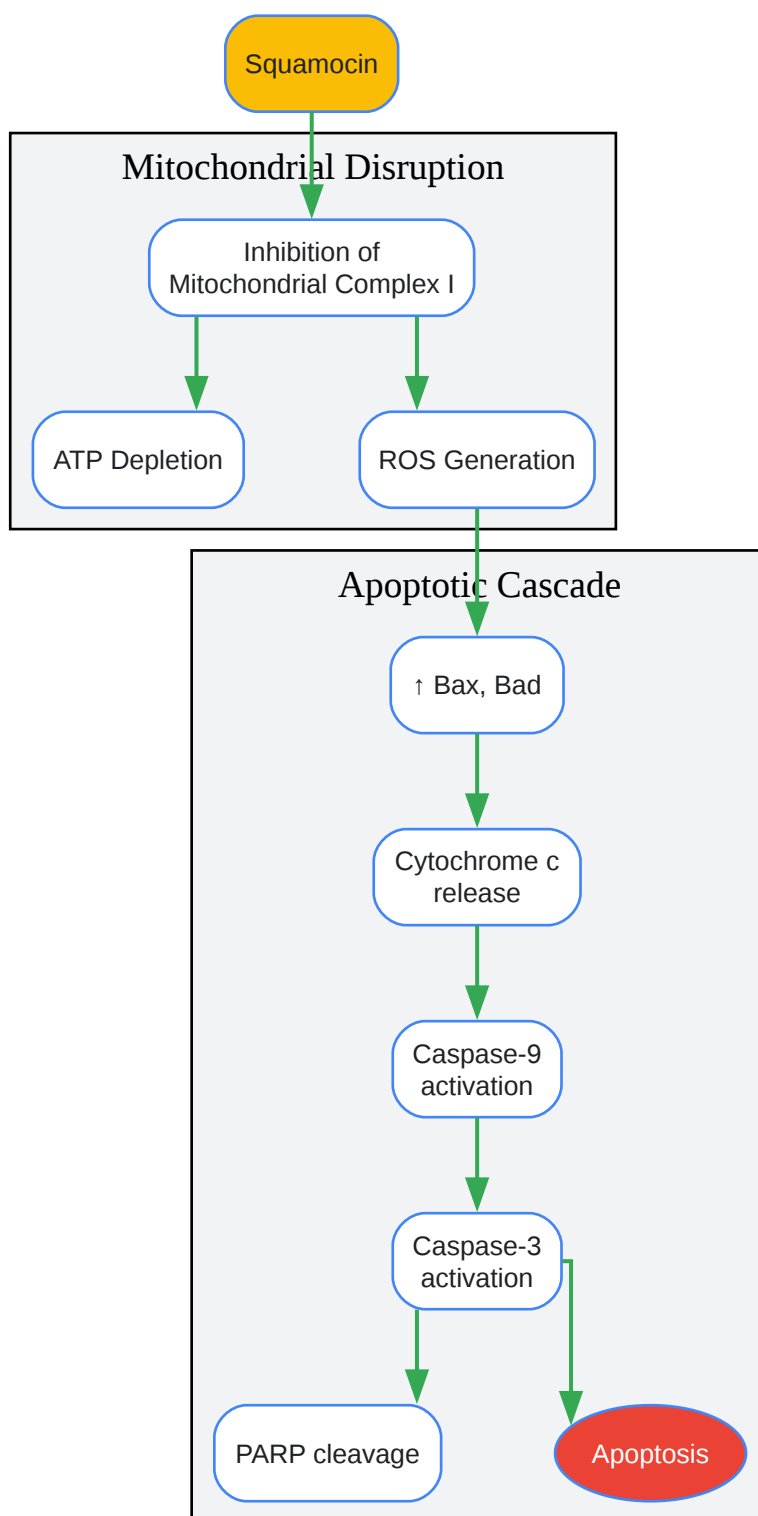 Squamocin
Mitochondrial Disruption
Inhibition of
Mitochondrial Complex I
ATP Depletion
ROS Generation
Apoptotic Cascade
↑ Bax, Bad
Cytochrome c
release
Caspase-9
activation
Caspase-3
activation
PARP cleavage
Apoptosis